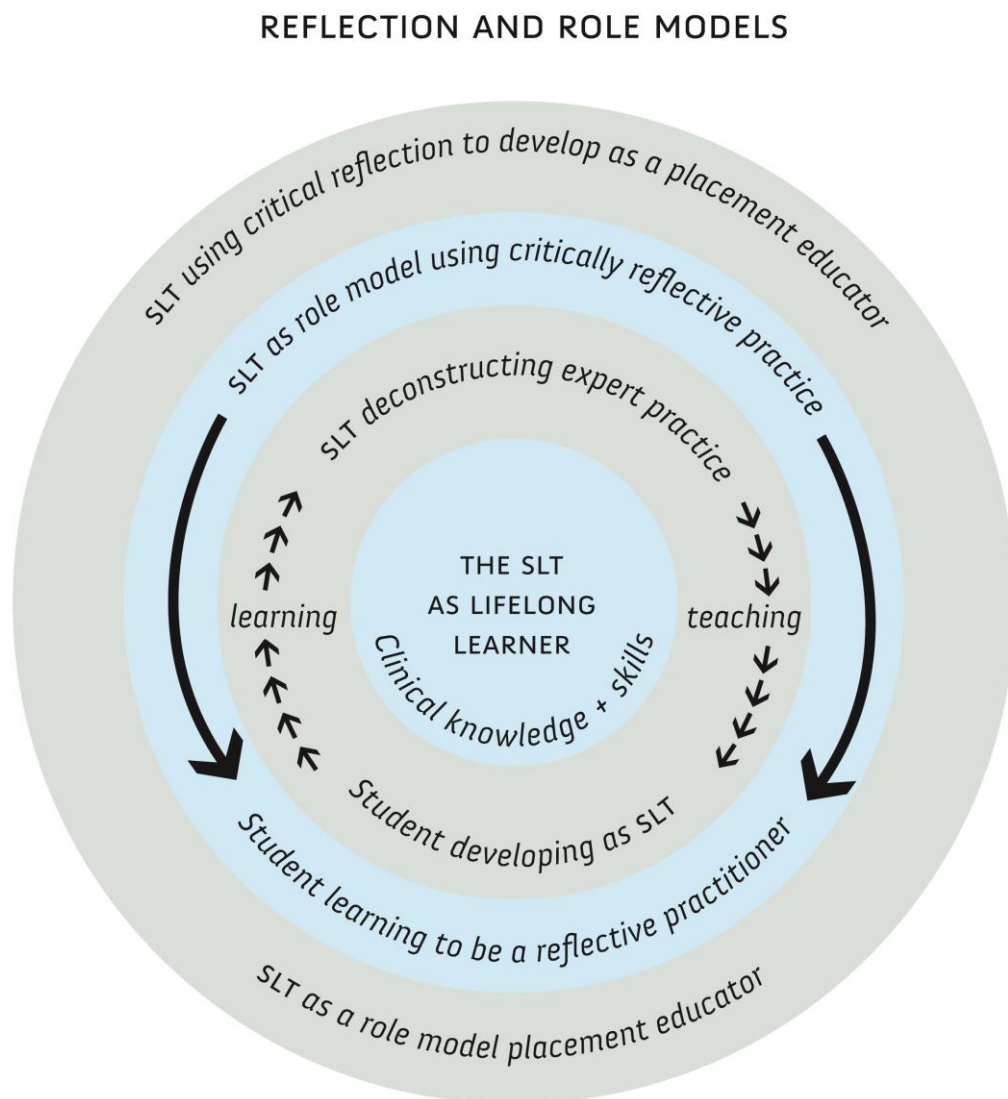 REFLECTION AND ROLE MODELS
SLT using critical reflection to develop as a placement educator
SLT as role model using critically reflective practice
SLT deconstructing expert practice
THE SLT
AS LIFELONG
LEARNER
Clinical knowledge + skills
learning
teaching
Student developing as SLT
Student learning to be a reflective practitioner
SLT as a role model placement educator